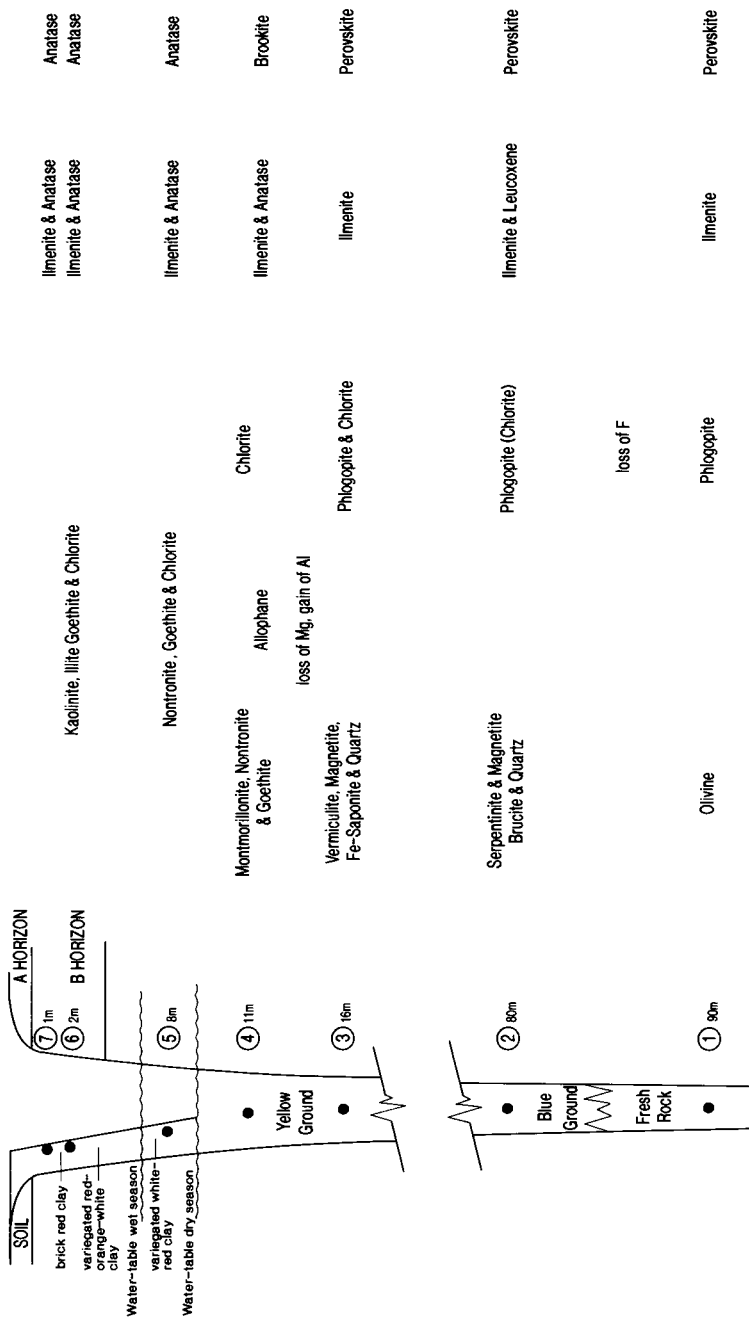 SOIL
A HORIZON
brick red clay
7 1m
Ilmenite & Anatase
Anatase
variegated red-
orange-white
clay
6 2m
B HORIZON
Kaolinite, Illite Goethite & Chlorite
Ilmenite & Anatase
Anatase
Water-table wet season
variegated white-
red clay
5 8m
Nontronite, Goethite & Chlorite
Ilmenite & Anatase
Anatase
Water-table dry season
4 11m
Montmorillonite, Nontronite
& Goethite
Allophane
Chlorite
Ilmenite & Anatase
Brookite
Yellow
Ground
loss of Mg, gain of Al
3 16m
Vermiculite, Magnetite,
Fe-Saponite & Quartz
Phlogopite & Chlorite
Ilmenite
Perovskite
2 80m
Serpentinite & Magnetite
Brucite & Quartz
Phlogopite (Chlorite)
Ilmenite & Leucoxene
Perovskite
Blue
Ground
loss of F
Fresh
Rock
1 90m
Olivine
Phlogopite
Ilmenite
Perovskite